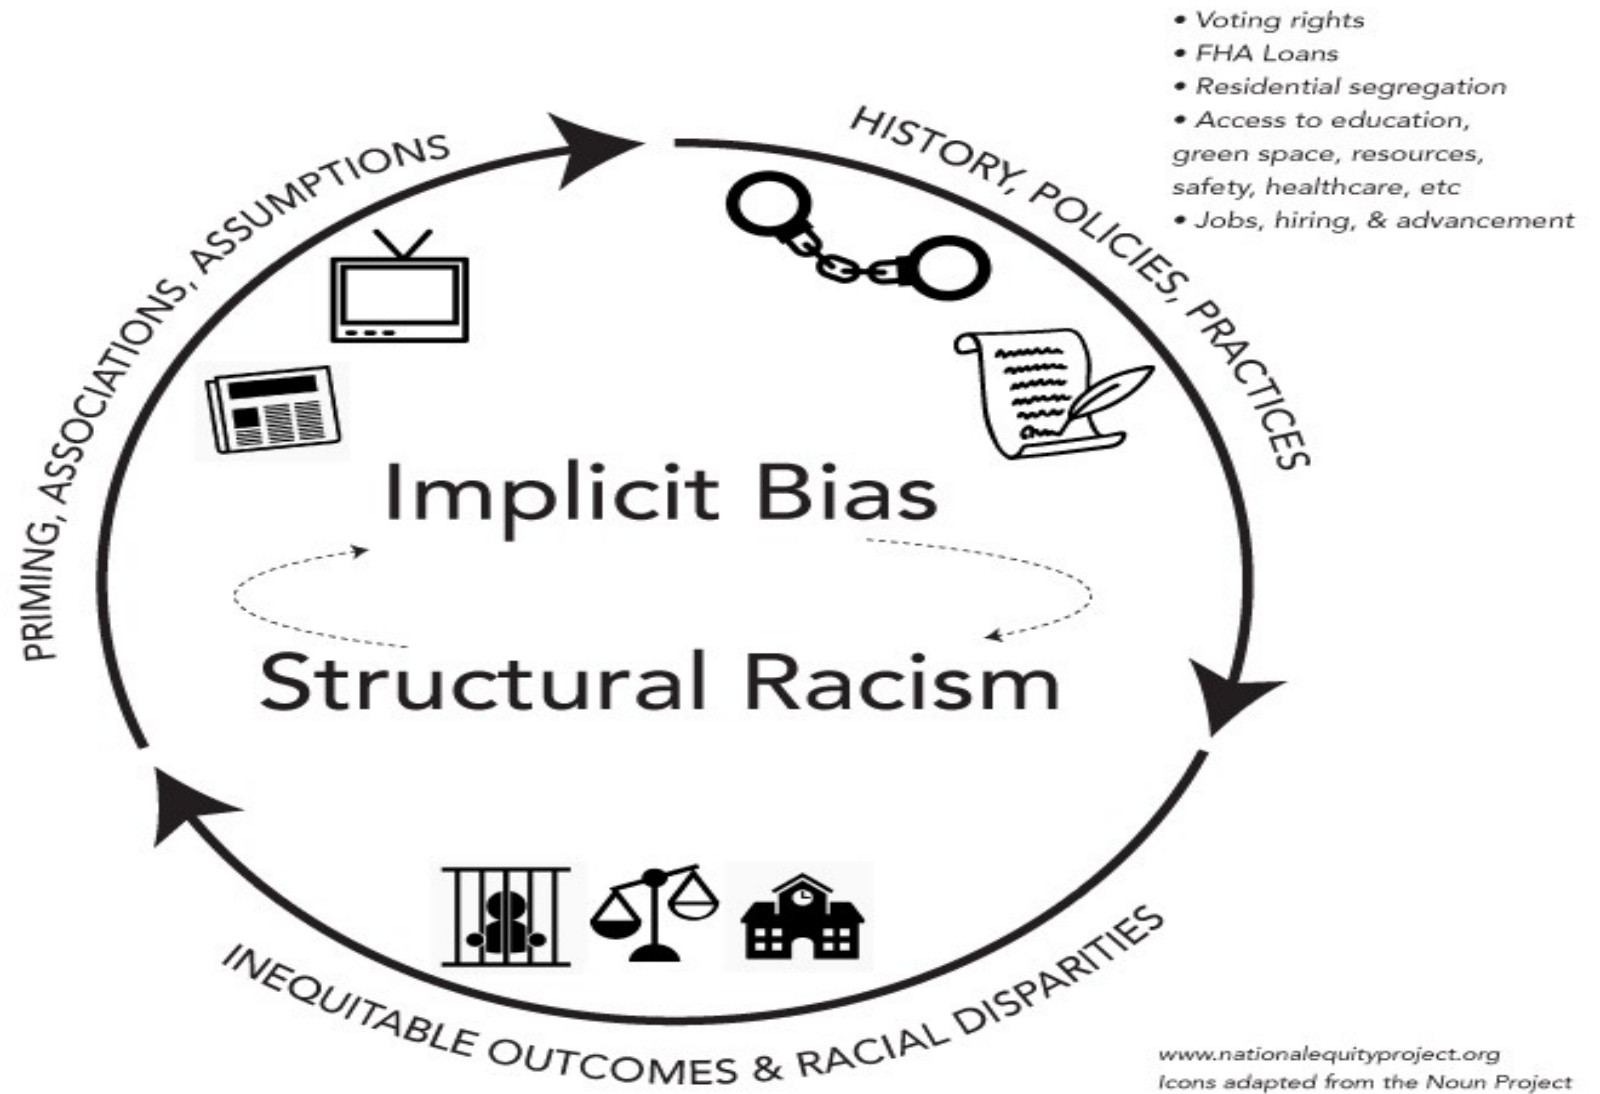 • Voting rights
• FHA Loans
• Residential segregation
• Access to education,
green space, resources,
safety, healthcare, etc
• Jobs, hiring, & advancement
PRIMING, ASSOCIATIONS, ASSUMPTIONS
HISTORY, POLICIES, PRACTICES
Implicit Bias
Structural Racism
INEQUITABLE OUTCOMES & RACIAL DISPARITIES
www.nationalequityproject.org
Icons adapted from the Noun Project